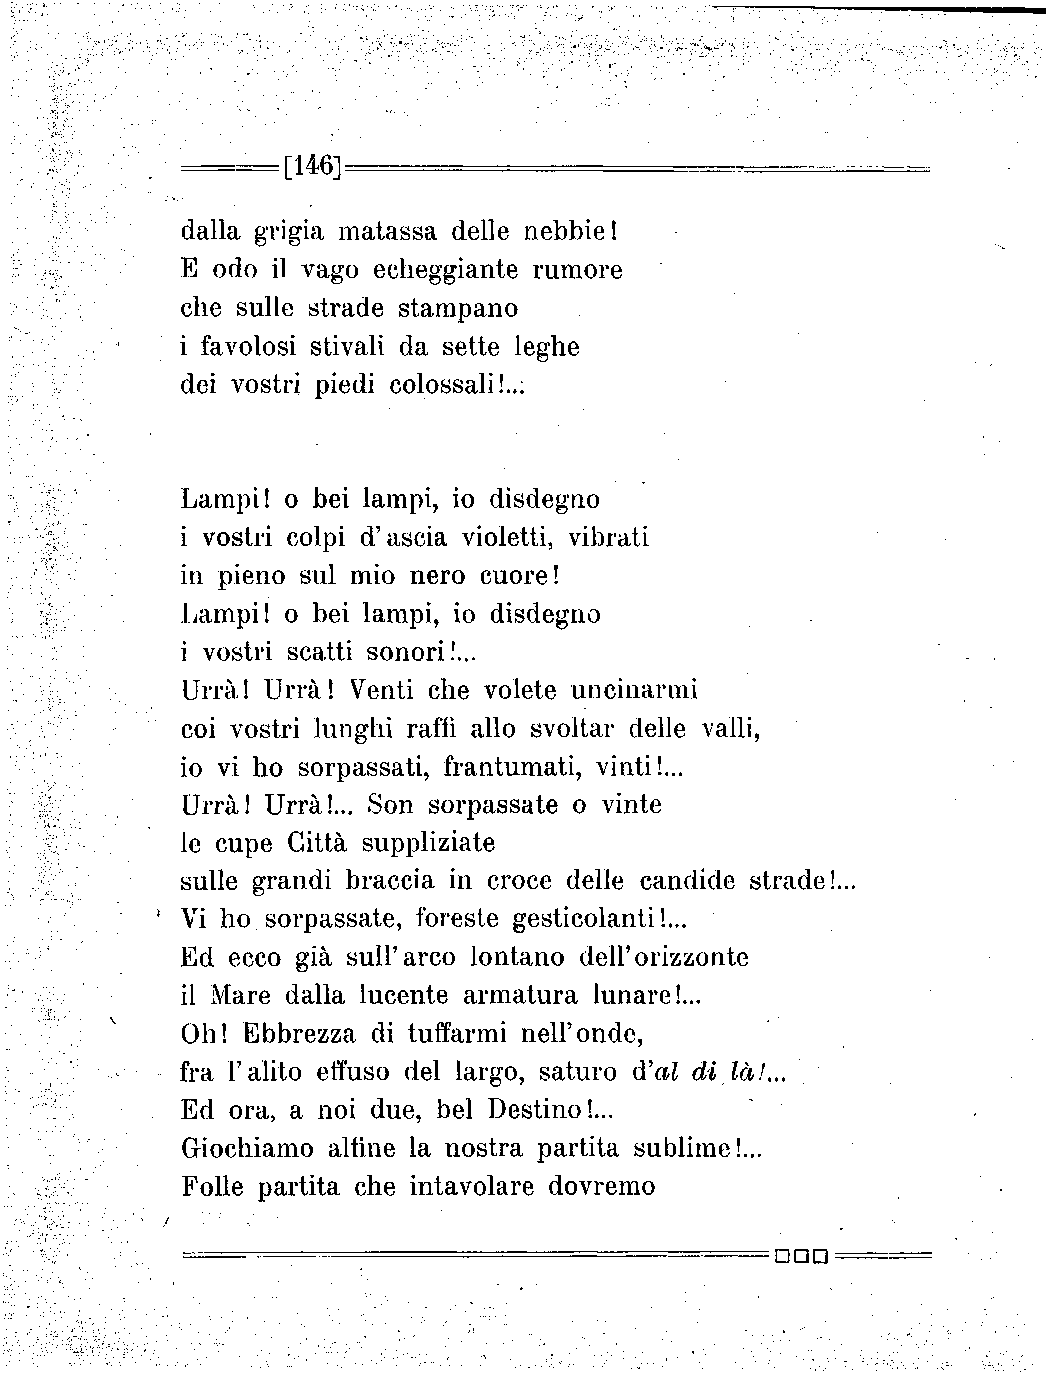 [146]
dalla grigia matassa delle nebbie!
E odo il vago echeggiante rumore
che sulle strade stampano
i favolosi stivali da sette leghe
dei vostri piedi colossali!...
Lampi! o bei lampi, io disdegno
i vostri colpi d'ascia violetti, vibrati
in pieno sul mio nero cuore!
Lampi! o bei lampi, io disdegno
i vostri scatti sonori!...
Urrà! Urrà! Venti che volete uncinarmi
coi vostri lunghi raffi allo svoltar delle valli,
io vi ho sorpassati, frantumati, vinti!...
Urrà! Urrà!... Son sorpassate o vinte
le cupe Città suppliziate
sulle grandi braccia in croce delle candide strade!...
Vi ho sorpassate, foreste gesticolanti!...
Ed ecco già sull'arco lontano dell'orizzonte
il Mare dalla lucente armatura lunare!...
Oh! Ebbrezza di tuffarmi nell'onde,
fra l'alito effuso del largo, saturo d'al di là!...
Ed ora, a noi due, bel Destino!...
Giochiamo alfine la nostra partita sublime!...
Folle partita che intavolare dovremo